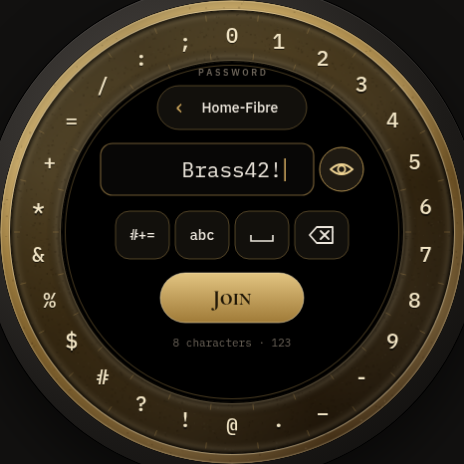 0 1 2 3 4 5 6 7 8 9 - _ . @ ! ? # $ % & * + = / : ;
PASSWORD
‹ Home-Fibre
Brass42!
#+= abc
JOIN
8 characters · 123